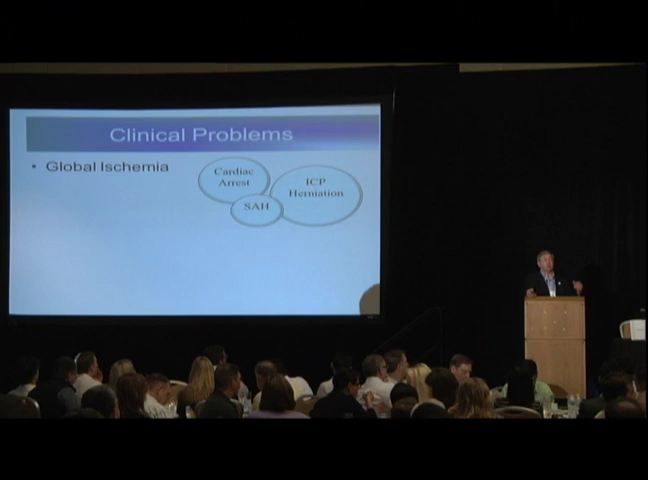 Clinical Problems
• Global Ischemia
Cardiac
Arrest
ICP
Herniation
SAH